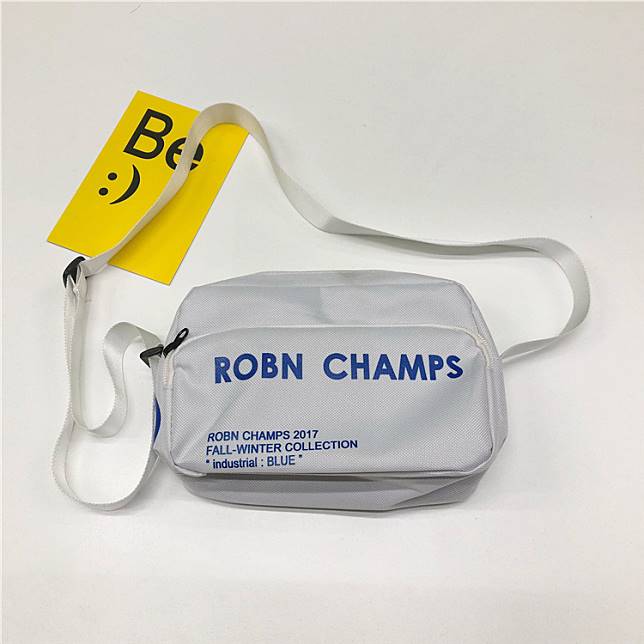 Be
:)
ROBN CHAMPS
ROBN CHAMPS 2017
FALL-WINTER COLLECTION
" industrial : BLUE "